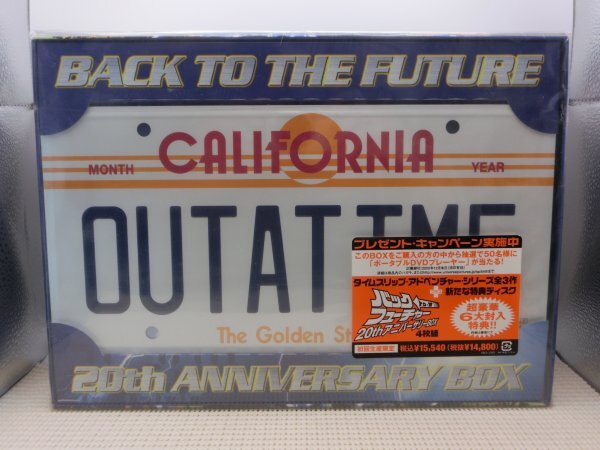 BACK TO THE FUTURE
MONTH CALIFORNIA YEAR
OUTATIME
The Golden St
プレゼント・キャンペーン実施中
このBOXをご購入の方の中から抽選で50名様に
「ポータブルDVDプレーヤー」が当たる!
タイムスリップ・アドベンチャー・シリーズ全3作
+新たな特典ディスク
バック・トゥ・ザ・フューチャー
20thアニバーサリーBOX
4枚組
超豪華
6大封入
特典!!
初回生産限定 税込¥15,540(税抜¥14,800)
20th ANNIVERSARY BOX